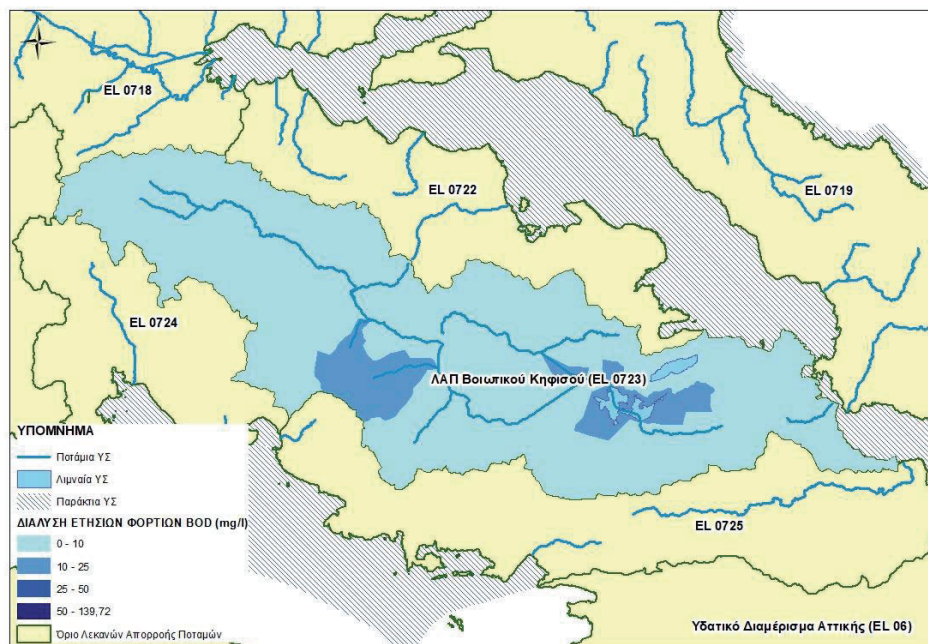 EL 0718
EL 0722
EL 0719
EL 0724
ΛΑΠ Βοιωτικού Κηφισού (EL 0723)
EL 0725
Υδατικό Διαμέρισμα Αττικής (EL 06)
ΥΠΟΜΝΗΜΑ
Ποτάμια ΥΣ
Λιμναία ΥΣ
Παράκτια ΥΣ
ΔΙΑΛΥΣΗ ΕΤΗΣΙΩΝ ΦΟΡΤΙΩΝ BOD (mg/l)
0 - 10
10 - 25
25 - 50
50 - 139,72
Όριο Λεκανών Απορροής Ποταμών